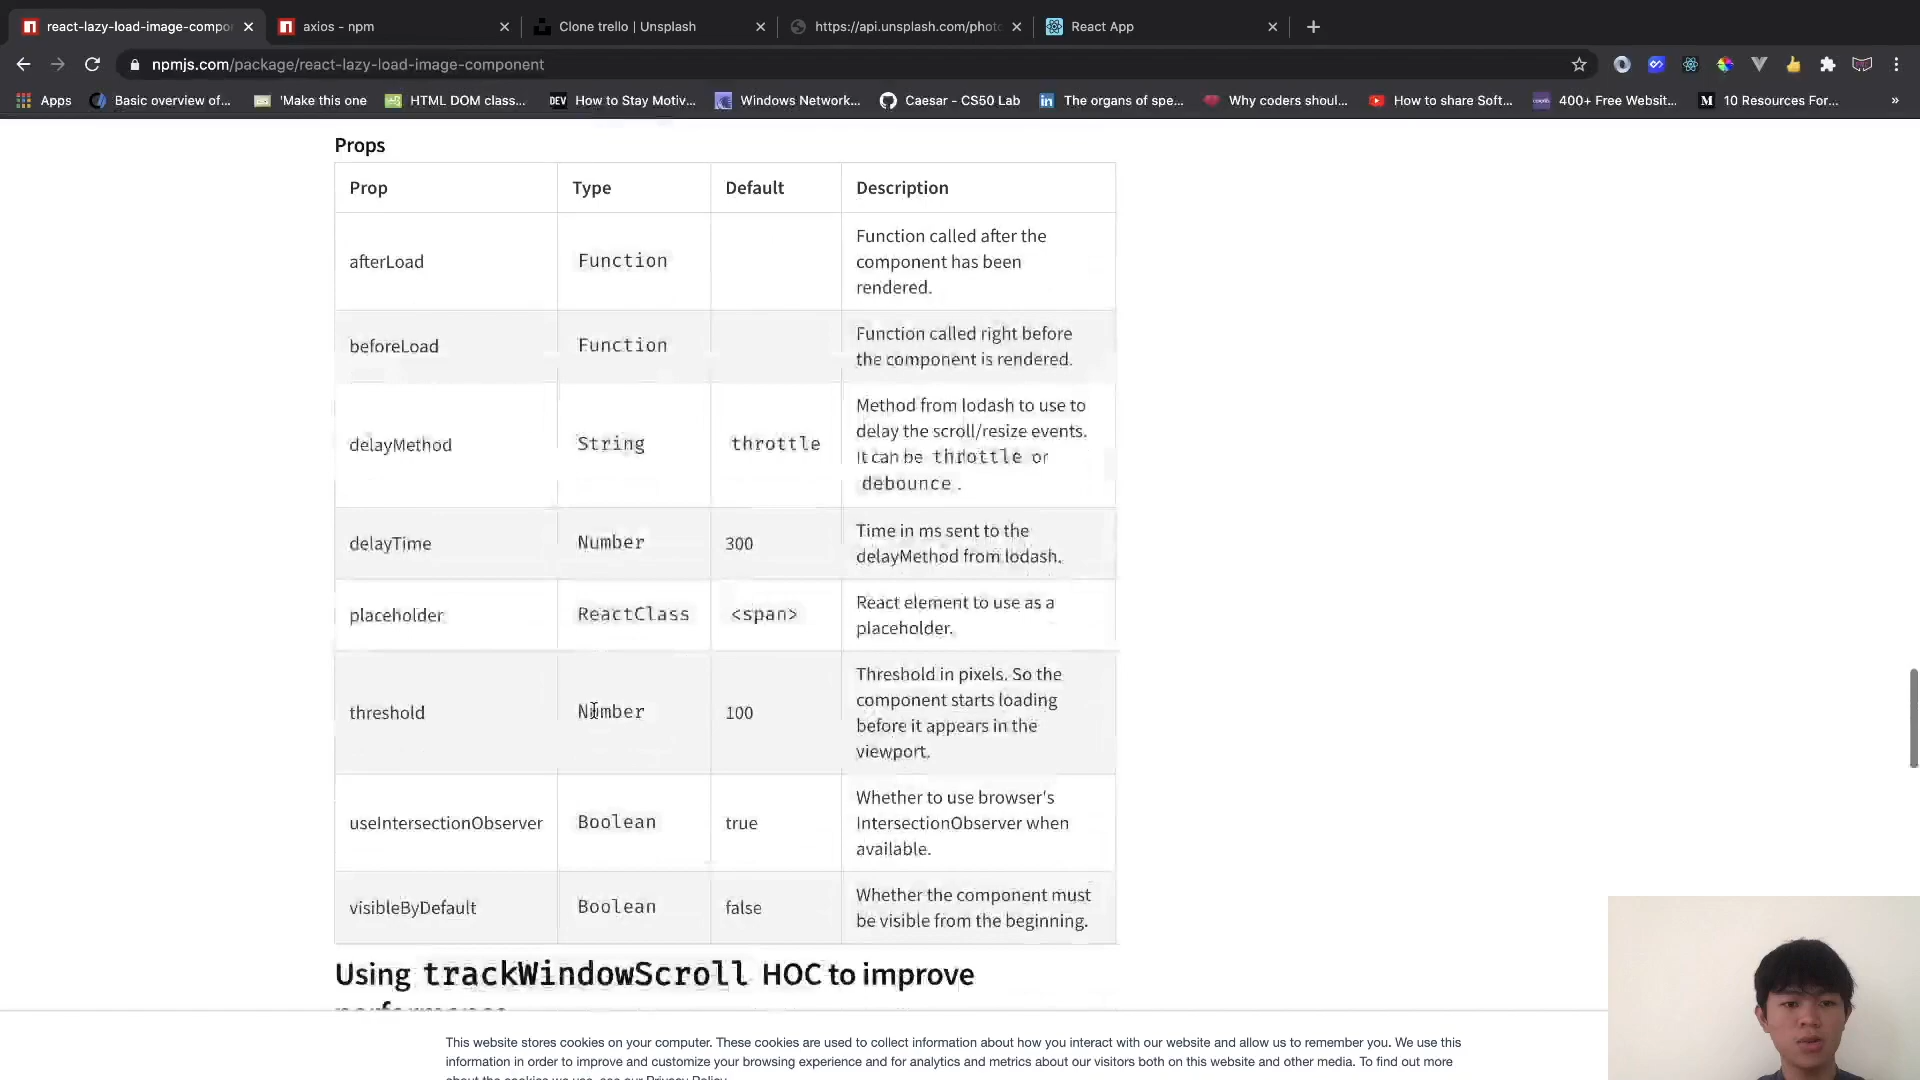 react-lazy-load-image-compo
axios - npm
Clone trello | Unsplash
https://api.unsplash.com/photo
React App
npmjs.com/package/react-lazy-load-image-component
Apps
Basic overview of...
'Make this one
HTML DOM class...
DEV How to Stay Motiv...
Windows Network...
Caesar - CS50 Lab
in The organs of spe...
Why coders shoul...
How to share Soft...
400+ Free Websit...
M 10 Resources For...
»
Props
Prop Type Default Description
afterLoad Function Function called after the
component has been
rendered.
beforeLoad Function Function called right before
the component is rendered.
delayMethod String throttle Method from lodash to use to
delay the scroll/resize events.
It can be throttle or
debounce .
delayTime Number 300 Time in ms sent to the
delayMethod from lodash.
placeholder ReactClass <span> React element to use as a
placeholder.
threshold Number 100 Threshold in pixels. So the
component starts loading
before it appears in the
viewport.
useIntersectionObserver Boolean true Whether to use browser's
IntersectionObserver when
available.
visibleByDefault Boolean false Whether the component must
be visible from the beginning.
Using trackWindowScroll HOC to improve
performance
This website stores cookies on your computer. These cookies are used to collect information about how you interact with our website and allow us to remember you. We use this
information in order to improve and customize your browsing experience and for analytics and metrics about our visitors both on this website and other media. To find out more
about the cookies we use, see our Privacy Policy.